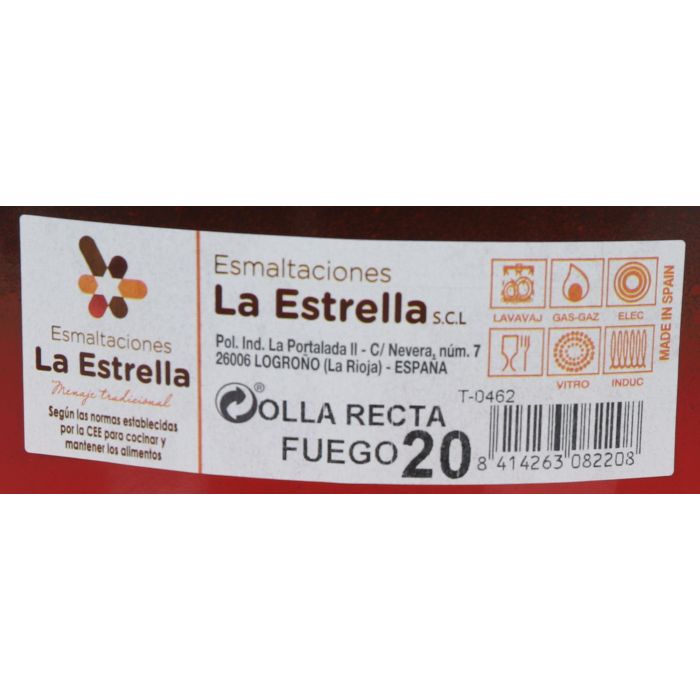 Esmaltaciones
La Estrella
Menaje tradicional
Según las normas establecidas
por la CEE para cocinar y
mantener los alimentos
Esmaltaciones
La Estrella S.C.L
Pol. Ind. La Portalada II - C/ Nevera, núm. 7
26006 LOGROÑO (La Rioja) - ESPAÑA
® OLLA RECTA
FUEGO 20
LAVAVAJ GAS-GAZ ELEC
VITRO INDUC
MADE IN SPAIN
T-0462
8 414263 082208